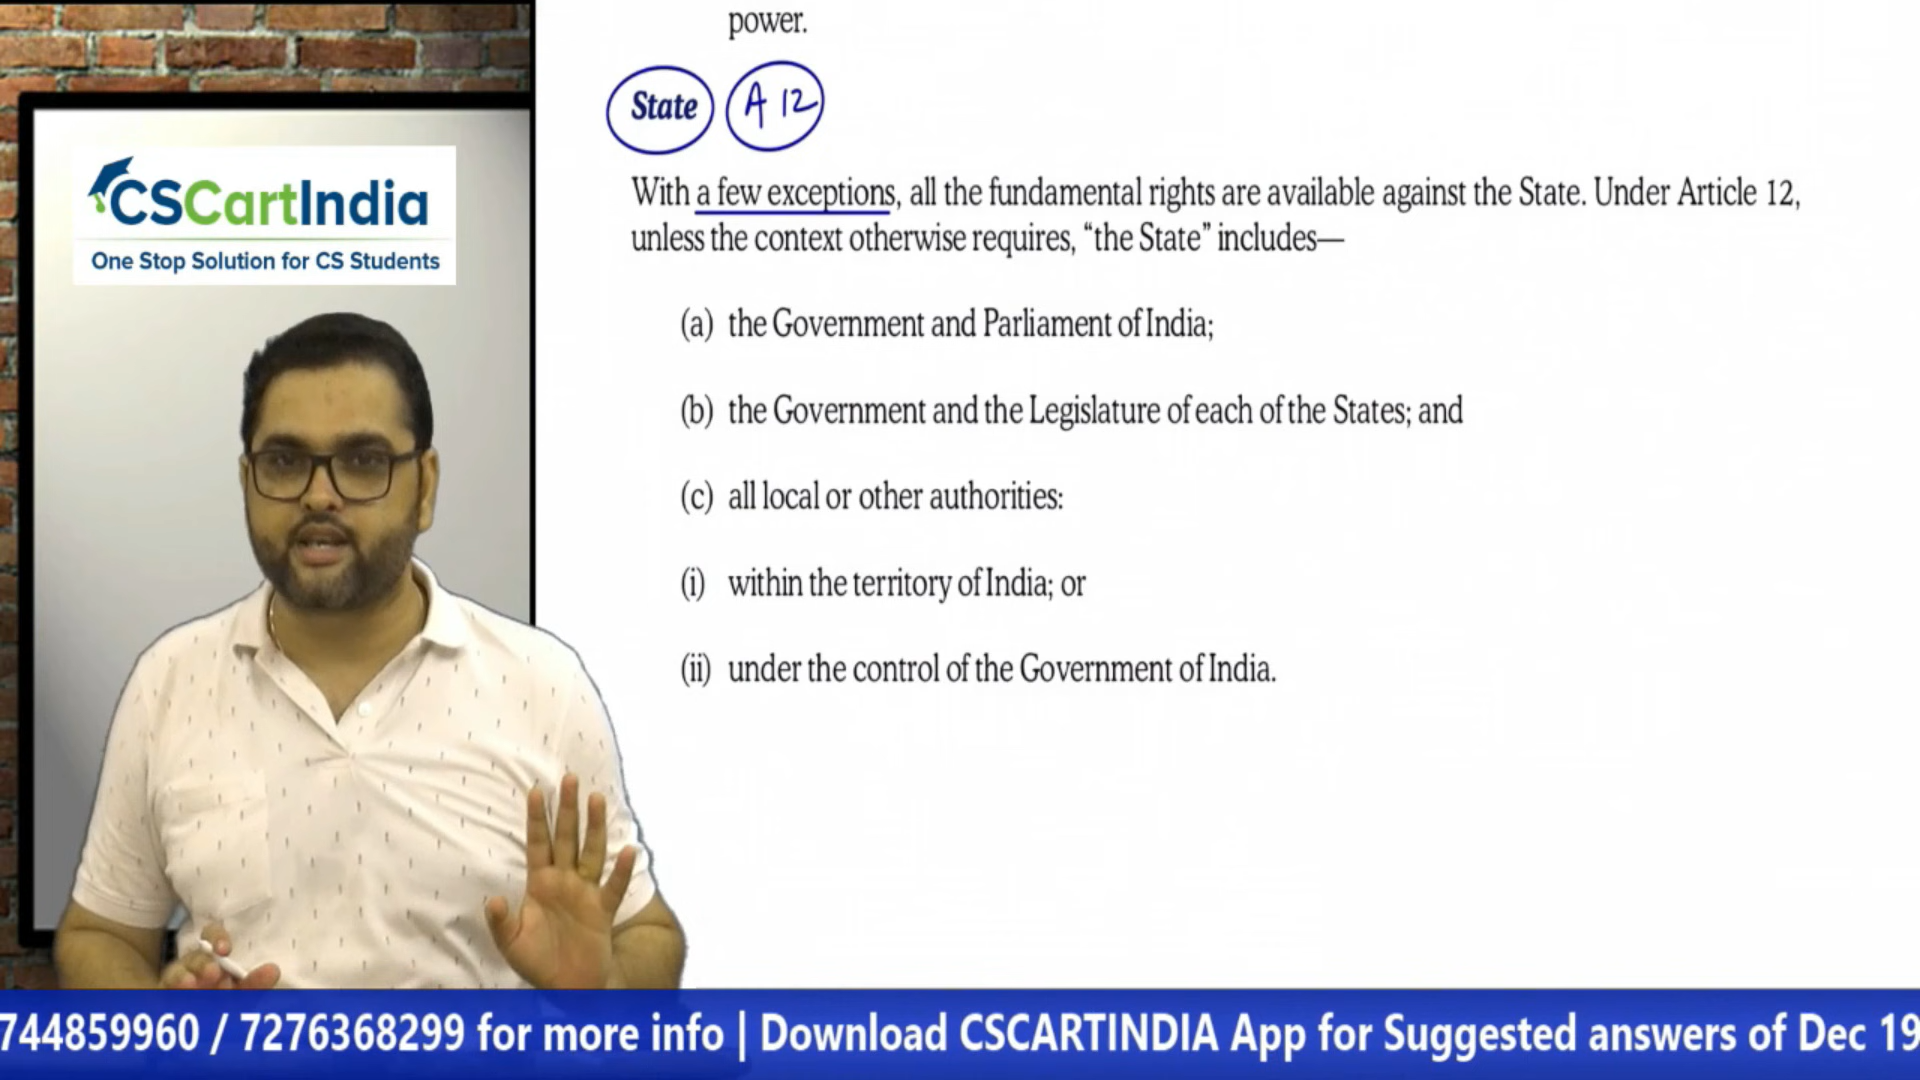 power.
State A 12
With a few exceptions, all the fundamental rights are available against the State. Under Article 12,
unless the context otherwise requires, “the State” includes—
(a) the Government and Parliament of India;
(b) the Government and the Legislature of each of the States; and
(c) all local or other authorities:
(i) within the territory of India; or
(ii) under the control of the Government of India.
CSCartIndia
One Stop Solution for CS Students
744859960 / 7276368299 for more info | Download CSCARTINDIA App for Suggested answers of Dec 19